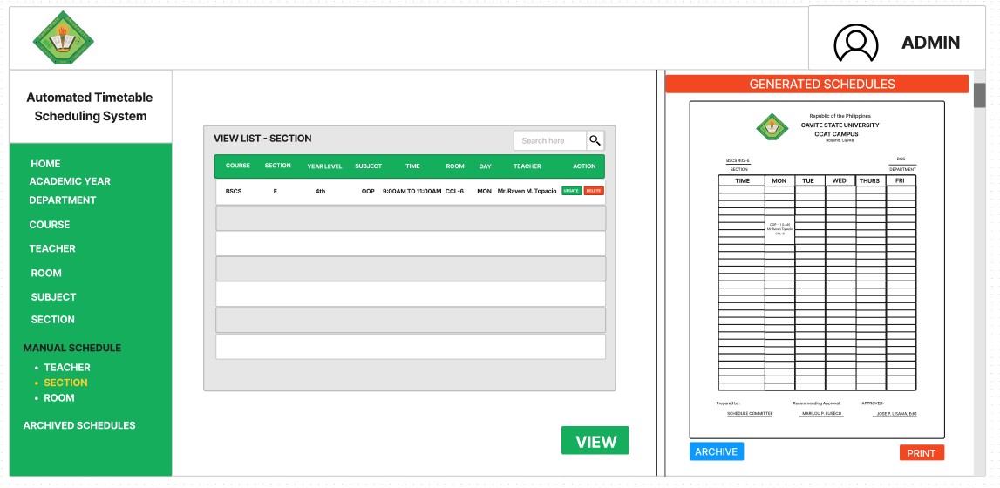 ADMIN
Automated Timetable
Scheduling System
HOME
ACADEMIC YEAR
DEPARTMENT
COURSE
TEACHER
ROOM
SUBJECT
SECTION
MANUAL SCHEDULE
• TEACHER
• SECTION
• ROOM
ARCHIVED SCHEDULES
VIEW LIST - SECTION
Search here
COURSE SECTION YEAR LEVEL SUBJECT TIME ROOM DAY TEACHER ACTION
BSCS E 4th OOP 9:00AM TO 11:00AM CCL-6 MON Mr. Raven M. Topacio UPDATE DELETE
VIEW
GENERATED SCHEDULES
Republic of the Philippines
CAVITE STATE UNIVERSITY
CCAT CAMPUS
Rosario, Cavite
BSCS 402-E DCS
SECTION DEPARTMENT
TIME MON TUE WED THURS FRI
Mr. Raven Topacio
Prepared by: Recommending Approval: APPROVED:
SCHEDULE COMMITTEE MARILOU P. LUSECO JOSE P. LISAMA, EdD
ARCHIVE PRINT